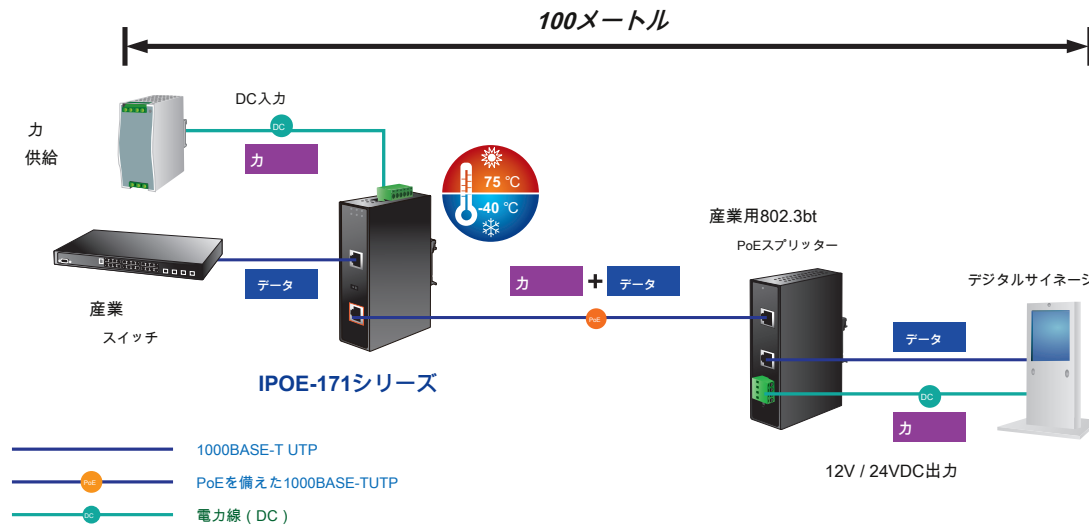 100メートル
DC入力
DC
力
供給
力
75 °C
-40 °C
産業用802.3bt
PoEスプリッター
データ
力
+
データ
デジタルサイネージ
産業
スイッチ
PoE
データ
IPOE-171シリーズ
DC
力
1000BASE-T UTP
12V / 24VDC出力
PoE
PoEを備えた1000BASE-TUTP
DC
電力線 ( DC )